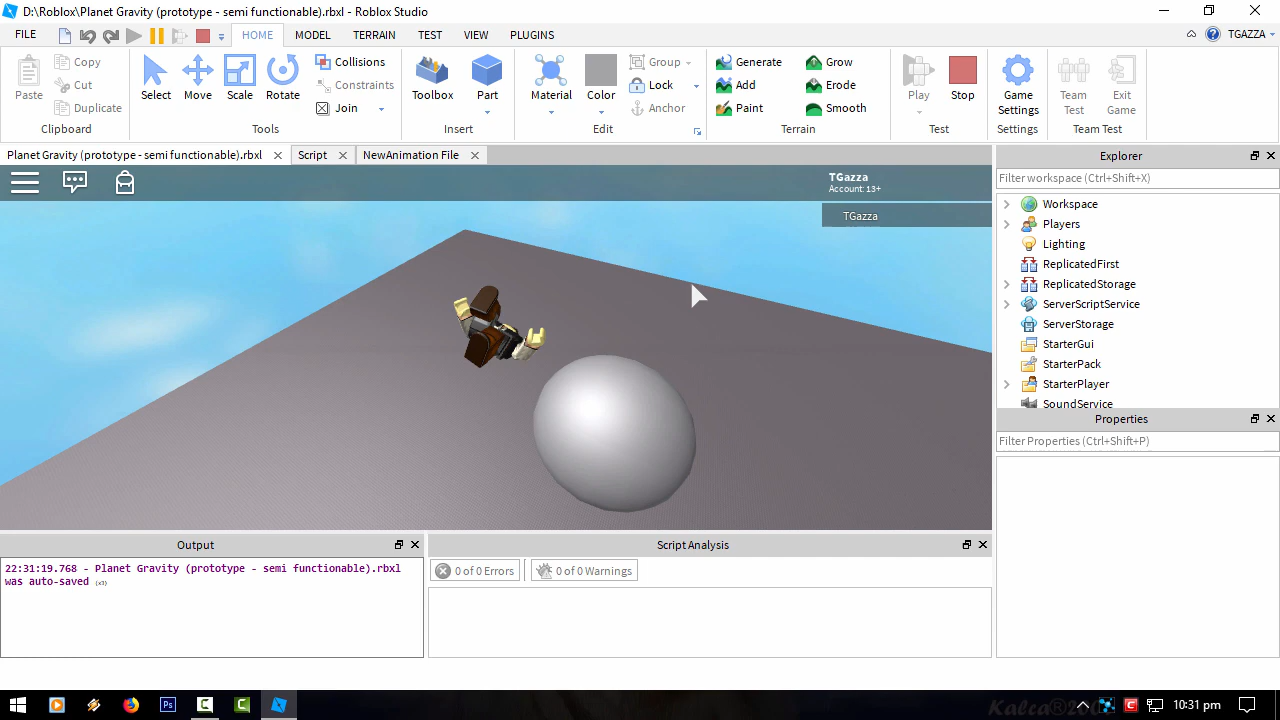 D:\Roblox\Planet Gravity (prototype - semi functionable).rbxl - Roblox Studio
FILE HOME MODEL TERRAIN TEST VIEW PLUGINS TGAZZA
Paste Copy Cut Duplicate
Select Move Scale Rotate Collisions Constraints Join
Toolbox Part
Material Color Group Lock Anchor
Generate Add Paint Grow Erode Smooth
Play Stop
Game Settings
Team Test Exit Game
Clipboard Tools Insert Edit Terrain Test Settings Team Test
Planet Gravity (prototype - semi functionable).rbxl Script NewAnimation File
TGazza
Account: 13+
TGazza
Explorer
Filter workspace (Ctrl+Shift+X)
Workspace
Players
Lighting
ReplicatedFirst
ReplicatedStorage
ServerScriptService
ServerStorage
StarterGui
StarterPack
StarterPlayer
SoundService
Properties
Filter Properties (Ctrl+Shift+P)
Output
22:31:19.768 - Planet Gravity (prototype - semi functionable).rbxl
was auto-saved (x3)
Script Analysis
0 of 0 Errors 0 of 0 Warnings
Ps
10:31 pm